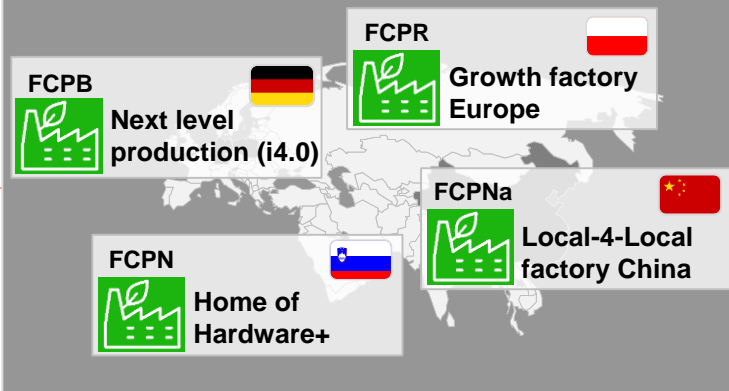 FCPR
Growth factory
Europe
FCPB
Next level
production (i4.0)
FCPNa
Local-4-Local
factory China
FCPN
Home of
Hardware+